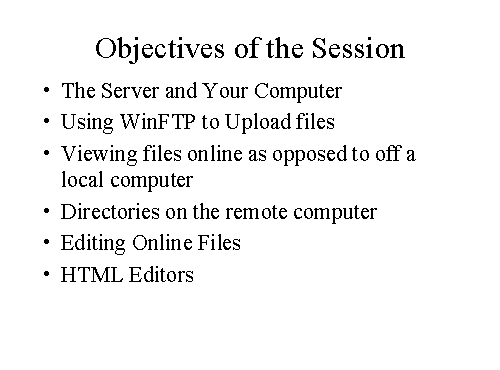 Objectives of the Session
• The Server and Your Computer
• Using WinFTP to Upload files
• Viewing files online as opposed to off a
local computer
• Directories on the remote computer
• Editing Online Files
• HTML Editors